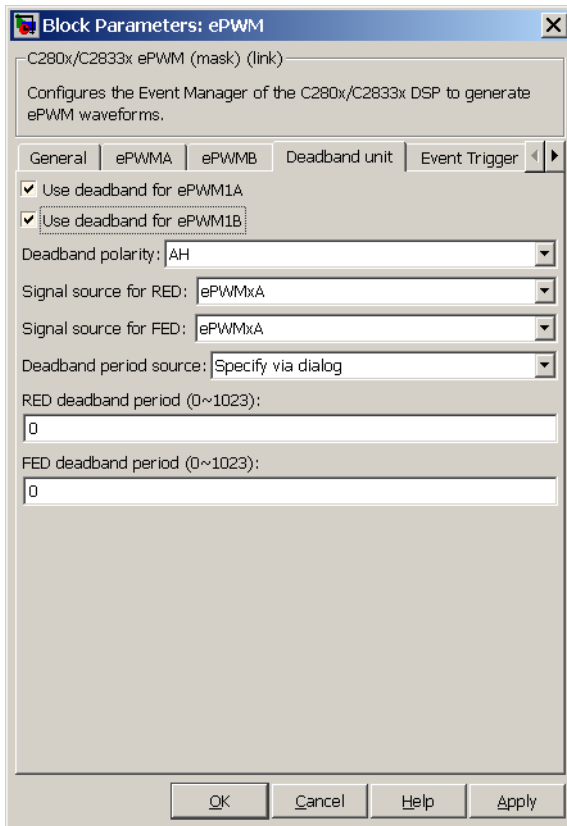 Block Parameters: ePWM
C280x/C2833x ePWM (mask) (link)
Configures the Event Manager of the C280x/C2833x DSP to generate
ePWM waveforms.
General ePWMA ePWMB Deadband unit Event Trigger
Use deadband for ePWM1A
Use deadband for ePWM1B
Deadband polarity: AH
Signal source for RED: ePWMxA
Signal source for FED: ePWMxA
Deadband period source: Specify via dialog
RED deadband period (0~1023):
0
FED deadband period (0~1023):
0
OK Cancel Help Apply